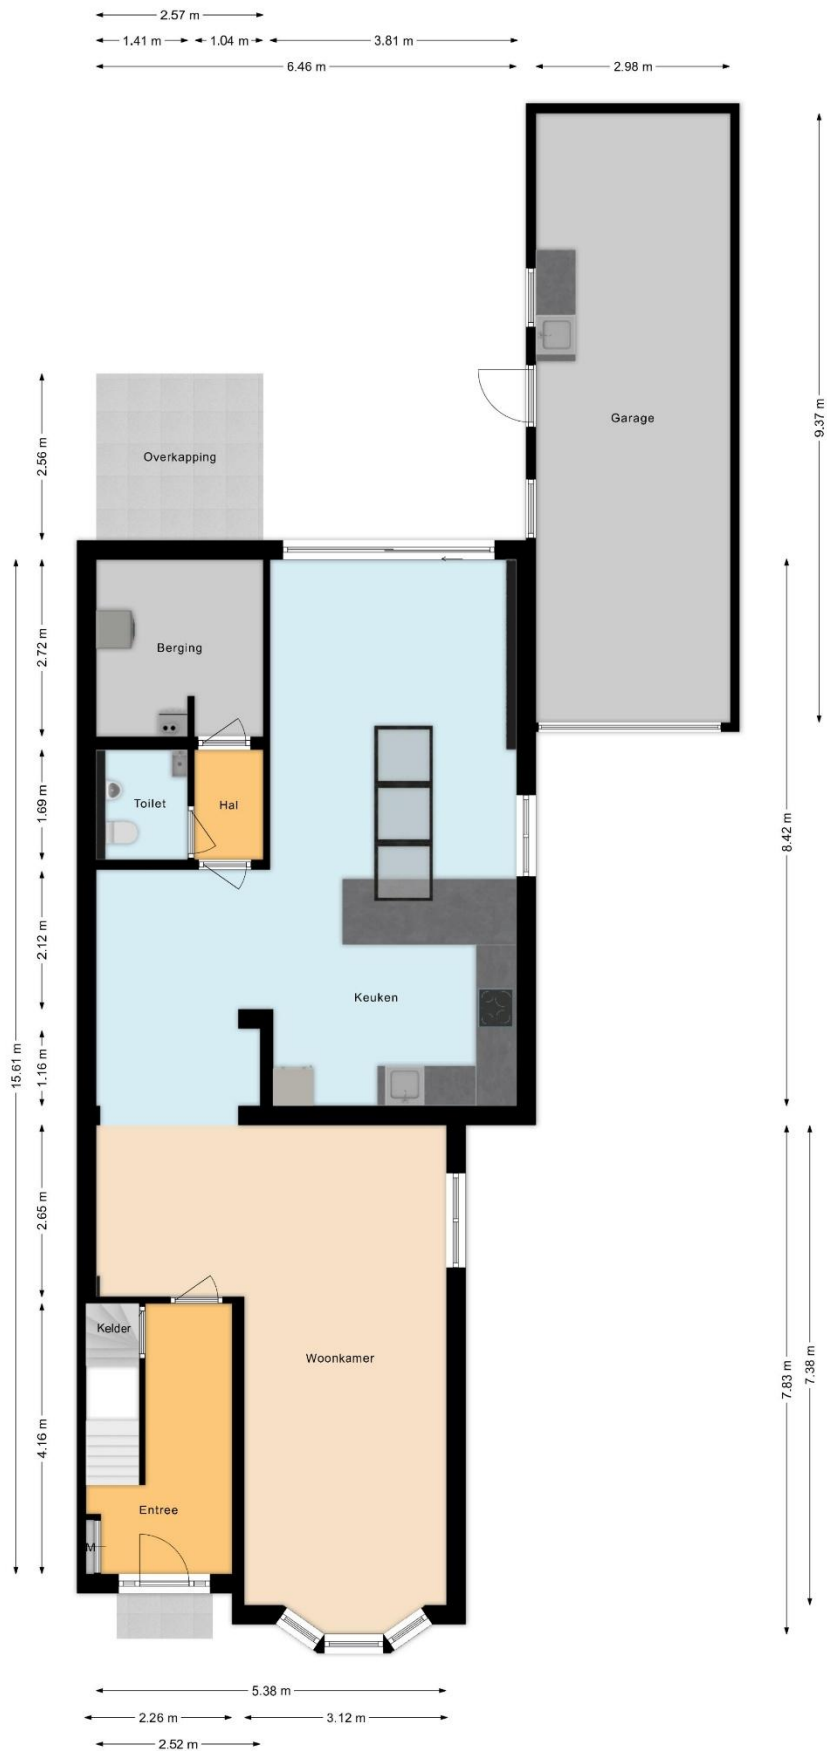 2.57 m
1.41 m
1.04 m
3.81 m
6.46 m
2.98 m
9.37 m
Garage
2.56 m
Overkapping
2.72 m
Berging
1.69 m
Toilet
Hal
8.42 m
2.12 m
Keuken
15.61 m
1.16 m
2.65 m
Kelder
Woonkamer
7.83 m
7.38 m
4.16 m
Entree
M
5.38 m
2.26 m
3.12 m
2.52 m